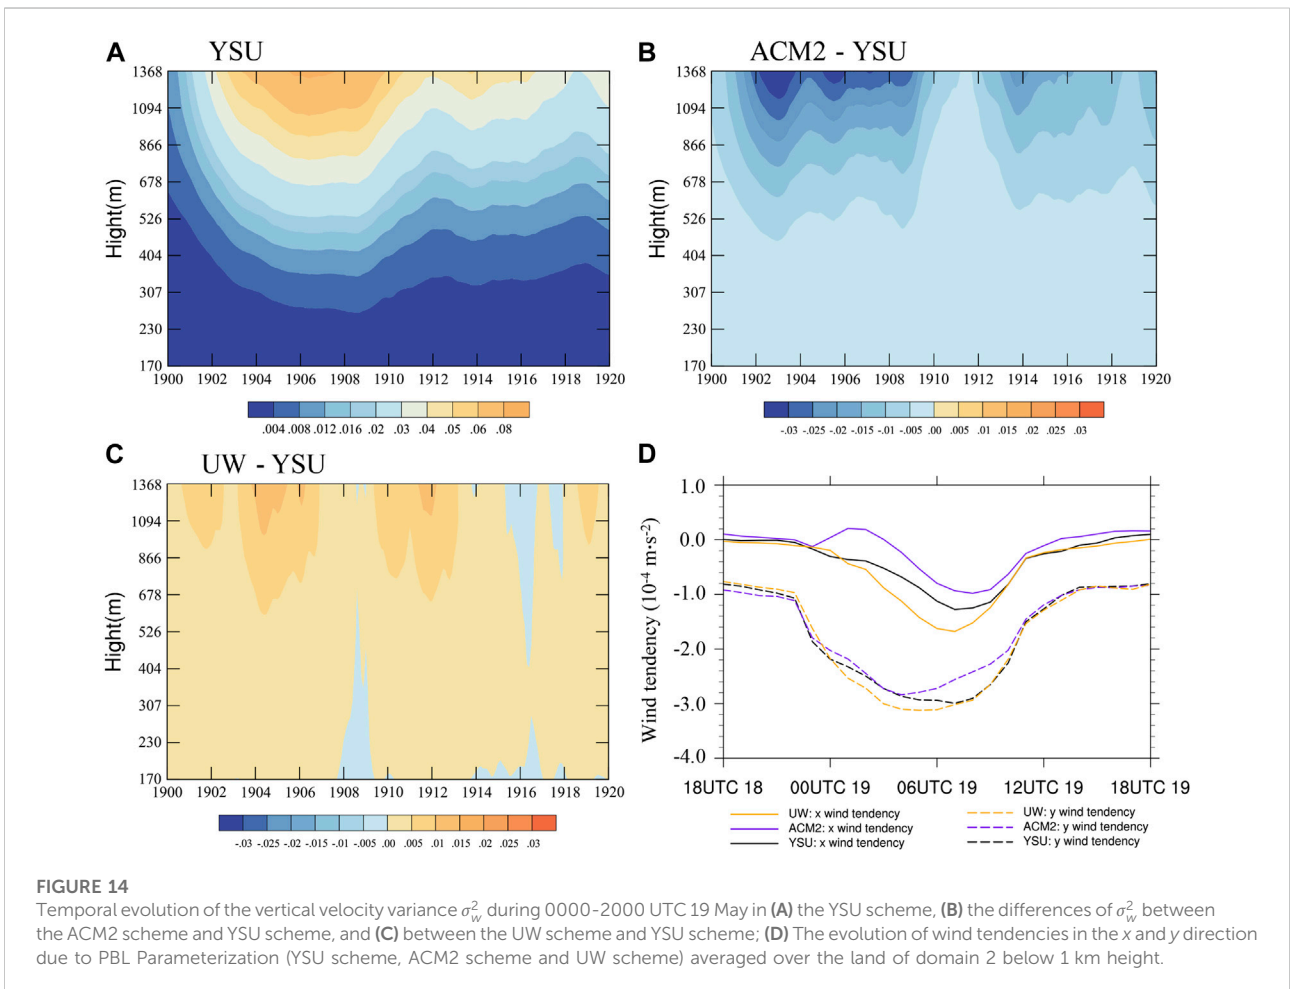 A YSU
1368
1094
866
678
526
404
307
230
170
Hight(m)
1900 1902 1904 1906 1908 1910 1912 1914 1916 1918 1920
.004 .008 .012 .016 .02 .03 .04 .05 .06 .08
B ACM2 - YSU
1368
1094
866
678
526
404
307
230
170
Hight(m)
1900 1902 1904 1906 1908 1910 1912 1914 1916 1918 1920
-.03 -.025 -.02 -.015 -.01 -.005 .00 .005 .01 .015 .02 .025 .03
C UW - YSU
1368
1094
866
678
526
404
307
230
170
Hight(m)
1900 1902 1904 1906 1908 1910 1912 1914 1916 1918 1920
-.03 -.025 -.02 -.015 -.01 -.005 .00 .005 .01 .015 .02 .025 .03
D
1.0
0.0
-1.0
-2.0
-3.0
-4.0
Wind tendency (10⁻⁴ m·s⁻²)
18UTC 18 00UTC 19 06UTC 19 12UTC 19 18UTC 19
UW: x wind tendency UW: y wind tendency
ACM2: x wind tendency ACM2: y wind tendency
YSU: x wind tendency YSU: y wind tendency
FIGURE 14
Temporal evolution of the vertical velocity variance σ²w during 0000-2000 UTC 19 May in (A) the YSU scheme, (B) the differences of σ²w between
the ACM2 scheme and YSU scheme, and (C) between the UW scheme and YSU scheme; (D) The evolution of wind tendencies in the x and y direction
due to PBL Parameterization (YSU scheme, ACM2 scheme and UW scheme) averaged over the land of domain 2 below 1 km height.